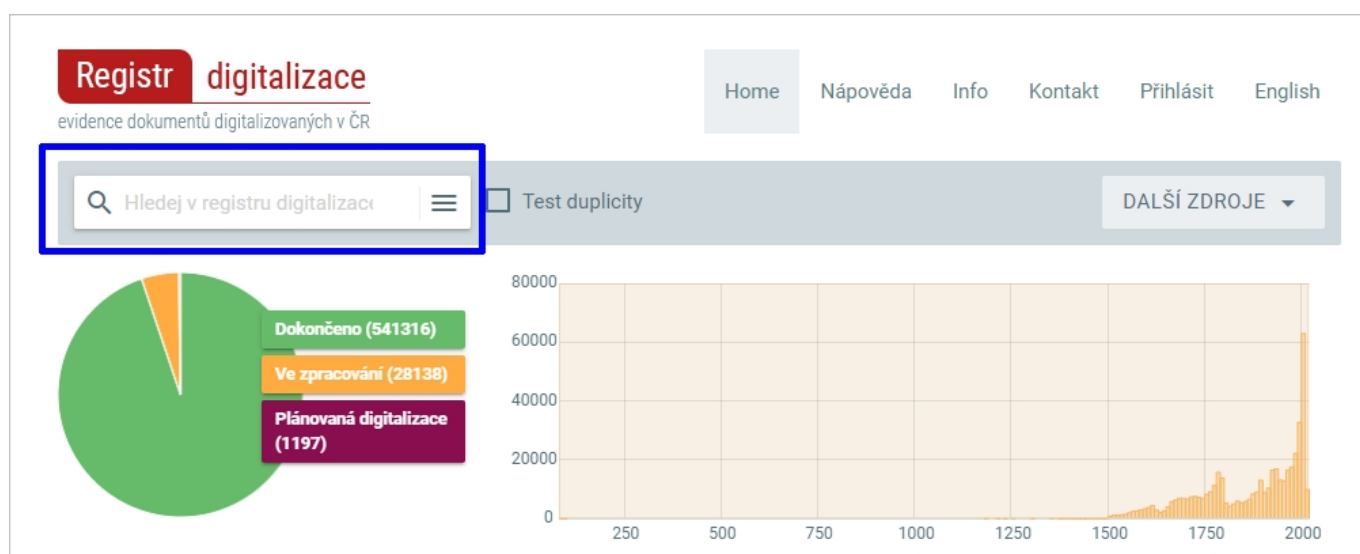 Registr digitalizace
evidence dokumentů digitalizovaných v ČR
Home Nápověda Info Kontakt Přihlásit English
Hledej v registru digitalizac
Test duplicity
DALŠÍ ZDROJE
Dokončeno (541316)
Ve zpracování (28138)
Plánovaná digitalizace
(1197)
80000
60000
40000
20000
0
250 500 750 1000 1250 1500 1750 2000